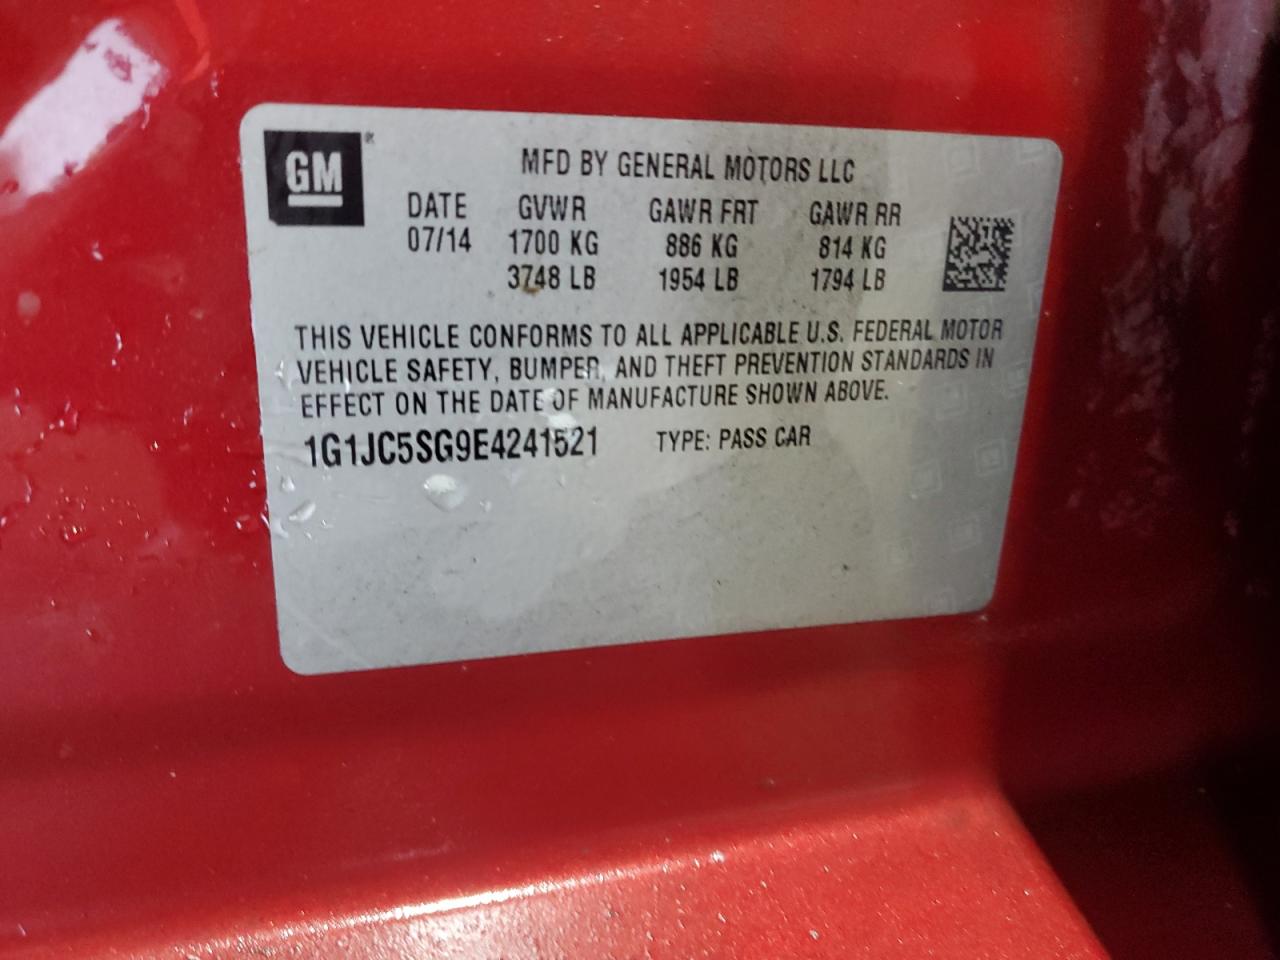 GM®
MFD BY GENERAL MOTORS LLC
DATE GVWR GAWR FRT GAWR RR
07/14 1700 KG 886 KG 814 KG
3748 LB 1954 LB 1794 LB
THIS VEHICLE CONFORMS TO ALL APPLICABLE U.S. FEDERAL MOTOR
VEHICLE SAFETY, BUMPER, AND THEFT PREVENTION STANDARDS IN
EFFECT ON THE DATE OF MANUFACTURE SHOWN ABOVE.
1G1JC5SG9E4241521 TYPE: PASS CAR